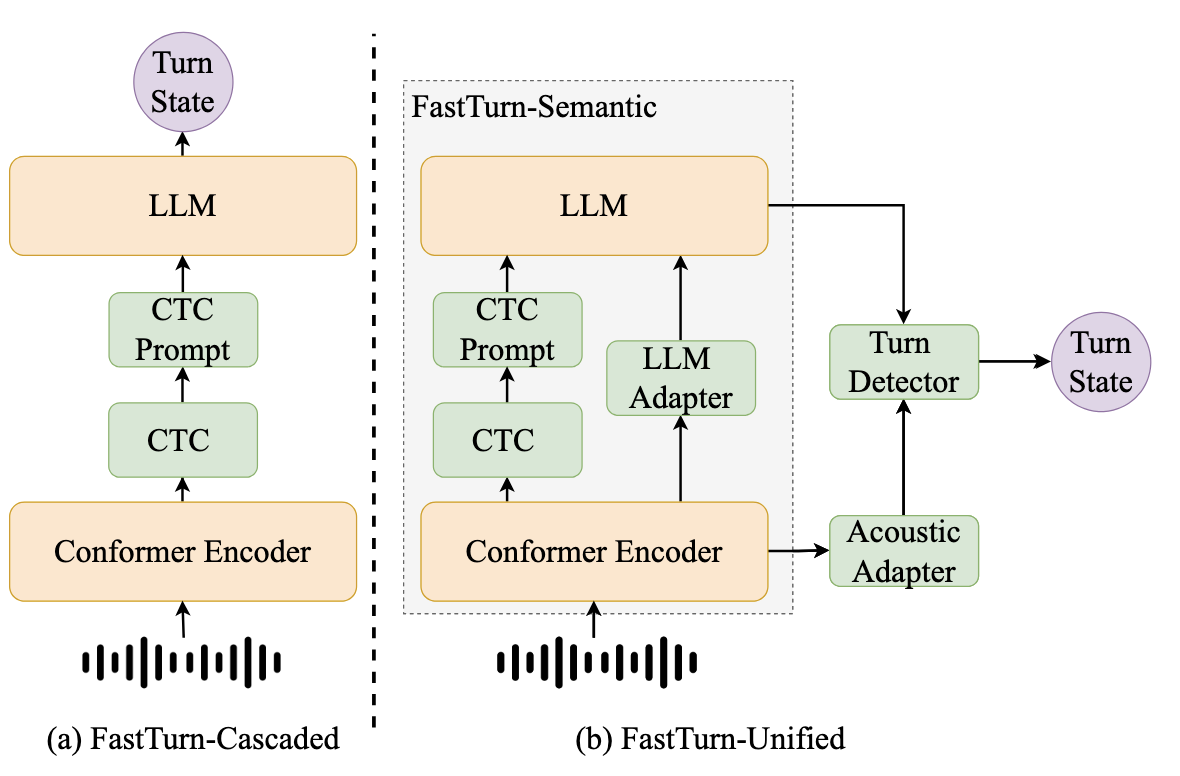 Turn
State
LLM
CTC
Prompt
CTC
Conformer Encoder
(a) FastTurn-Cascaded
FastTurn-Semantic
LLM
CTC
Prompt
LLM
Adapter
CTC
Conformer Encoder
Turn
Detector
Turn
State
Acoustic
Adapter
(b) FastTurn-Unified